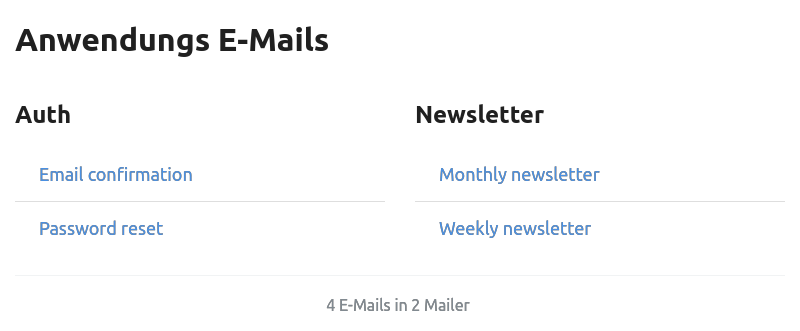 Anwendungs E-Mails
Auth
Email confirmation
Password reset
Newsletter
Monthly newsletter
Weekly newsletter
4 E-Mails in 2 Mailer